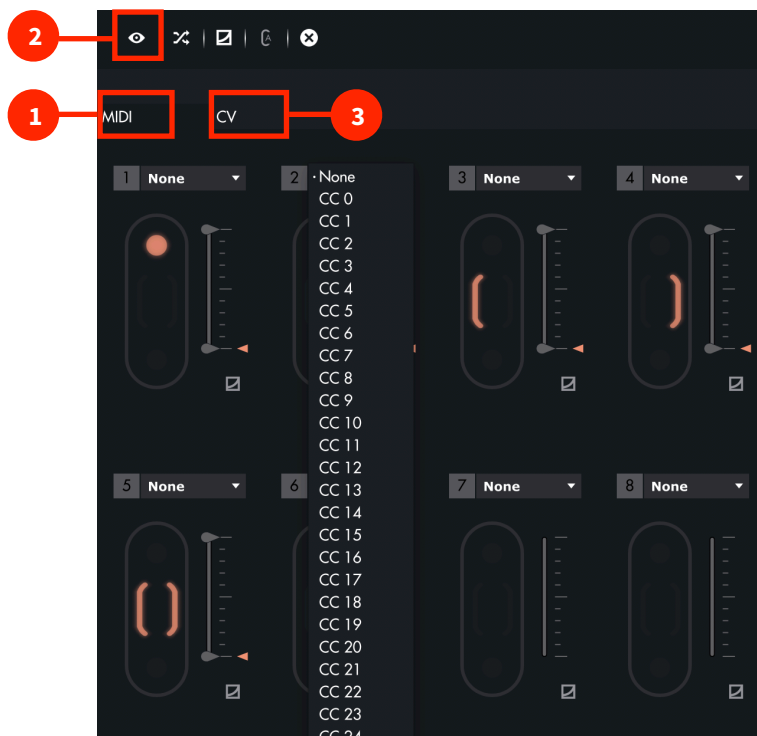 2
1
MIDI
CV
3
1 None
2
3 None
4 None
· None
CC 0
CC 1
CC 2
CC 3
CC 4
CC 5
CC 6
CC 7
CC 8
CC 9
CC 10
CC 11
CC 12
CC 13
CC 14
CC 15
CC 16
CC 17
CC 18
CC 19
CC 20
CC 21
CC 22
CC 23
CC 24
5 None
6
7 None
8 None